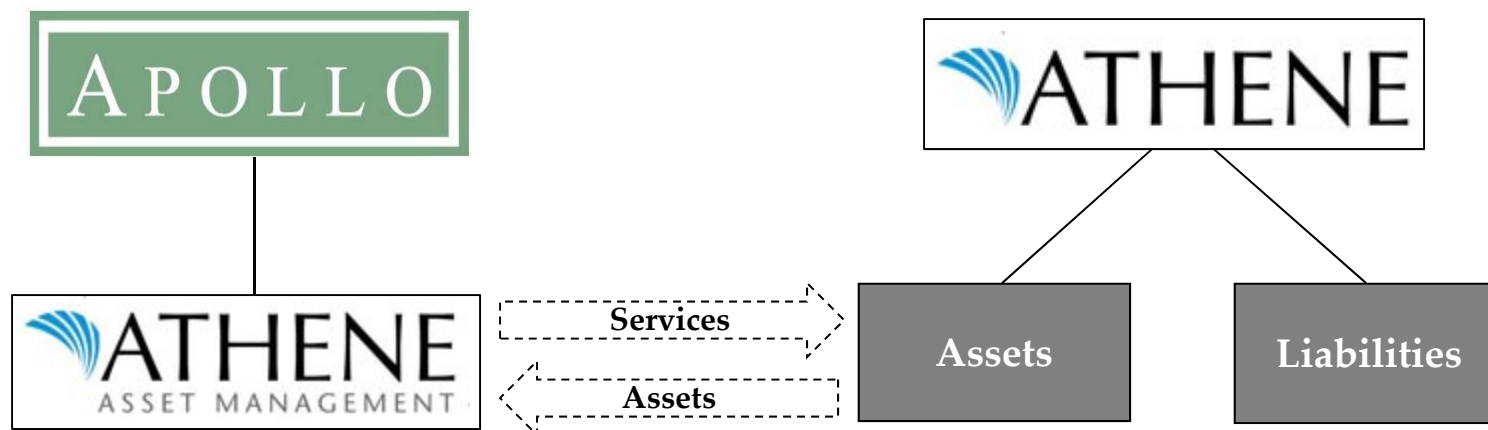 APOLLO
ATHENE
ATHENE
ASSET MANAGEMENT
Services
Assets
Assets
Liabilities